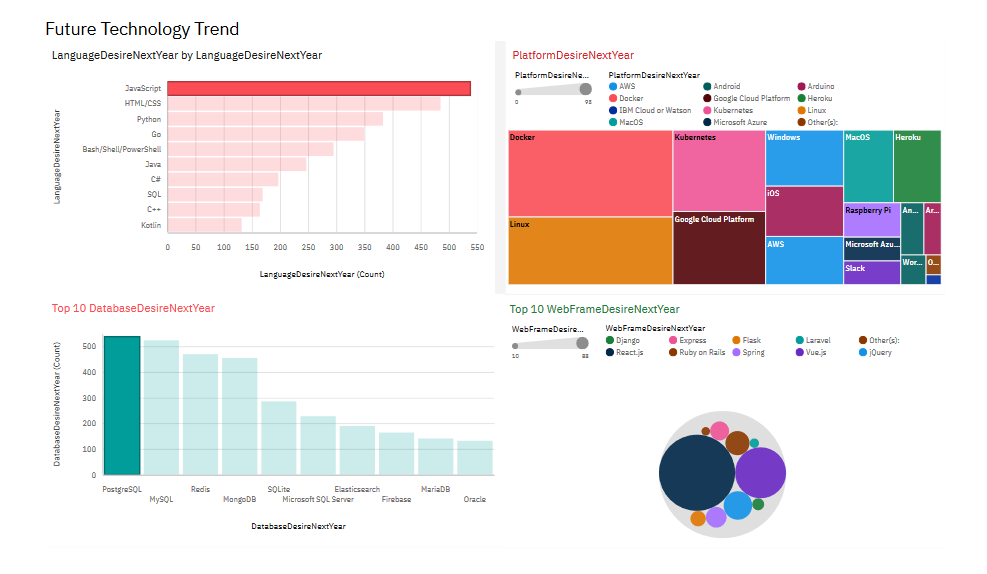 Future Technology Trend
LanguageDesireNextYear by LanguageDesireNextYear
LanguageDesireNextYear
JavaScript
HTML/CSS
Python
Go
Bash/Shell/PowerShell
Java
C#
SQL
C++
Kotlin
0 50 100 150 200 250 300 350 400 450 500 550
LanguageDesireNextYear (Count)
PlatformDesireNextYear
PlatformDesireNe...
0 98
PlatformDesireNextYear
AWS Android Arduino
Docker Google Cloud Platform Heroku
IBM Cloud or Watson Kubernetes Linux
MacOS Microsoft Azure Other(s):
Docker Kubernetes Windows MacOS Heroku
iOS
Raspberry Pi An... Ar...
Linux Google Cloud Platform
AWS Microsoft Azu...
Slack Wor... O...
Top 10 DatabaseDesireNextYear
DatabaseDesireNextYear (Count)
500
400
300
200
100
0
PostgreSQL Redis SQLite Elasticsearch MariaDB
MySQL MongoDB Microsoft SQL Server Firebase Oracle
DatabaseDesireNextYear
Top 10 WebFrameDesireNextYear
WebFrameDesire...
10 88
WebFrameDesireNextYear
Django Express Flask Laravel Other(s):
React.js Ruby on Rails Spring Vue.js jQuery